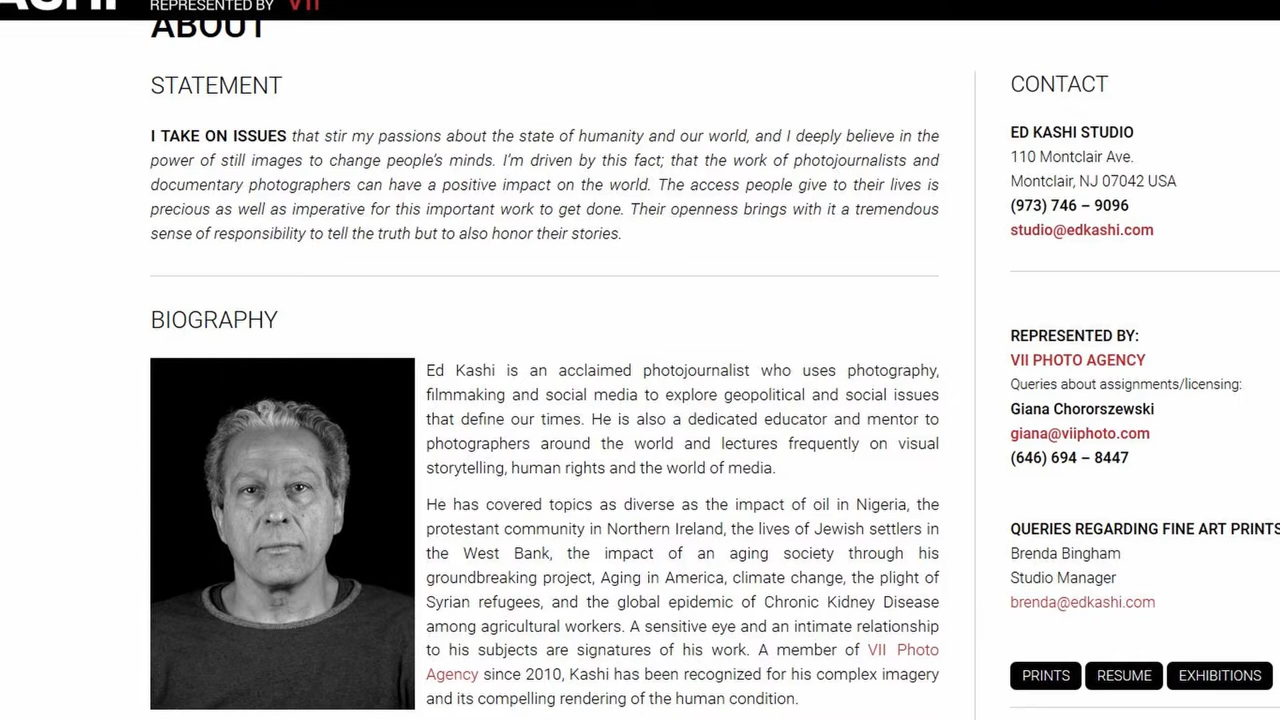 REPRESENTED BY VII
ABOUT
STATEMENT
I TAKE ON ISSUES that stir my passions about the state of humanity and our world, and I deeply believe in the
power of still images to change people's minds. I'm driven by this fact; that the work of photojournalists and
documentary photographers can have a positive impact on the world. The access people give to their lives is
precious as well as imperative for this important work to get done. Their openness brings with it a tremendous
sense of responsibility to tell the truth but to also honor their stories.
BIOGRAPHY
Ed Kashi is an acclaimed photojournalist who uses photography,
filmmaking and social media to explore geopolitical and social issues
that define our times. He is also a dedicated educator and mentor to
photographers around the world and lectures frequently on visual
storytelling, human rights and the world of media.
He has covered topics as diverse as the impact of oil in Nigeria, the
protestant community in Northern Ireland, the lives of Jewish settlers in
the West Bank, the impact of an aging society through his
groundbreaking project, Aging in America, climate change, the plight of
Syrian refugees, and the global epidemic of Chronic Kidney Disease
among agricultural workers. A sensitive eye and an intimate relationship
to his subjects are signatures of his work. A member of VII Photo
Agency since 2010, Kashi has been recognized for his complex imagery
and its compelling rendering of the human condition.
CONTACT
ED KASHI STUDIO
110 Montclair Ave.
Montclair, NJ 07042 USA
(973) 746 – 9096
studio@edkashi.com
REPRESENTED BY:
VII PHOTO AGENCY
Queries about assignments/licensing:
Giana Chororszewski
giana@viiphoto.com
(646) 694 – 8447
QUERIES REGARDING FINE ART PRINTS
Brenda Bingham
Studio Manager
brenda@edkashi.com
PRINTS RESUME EXHIBITIONS